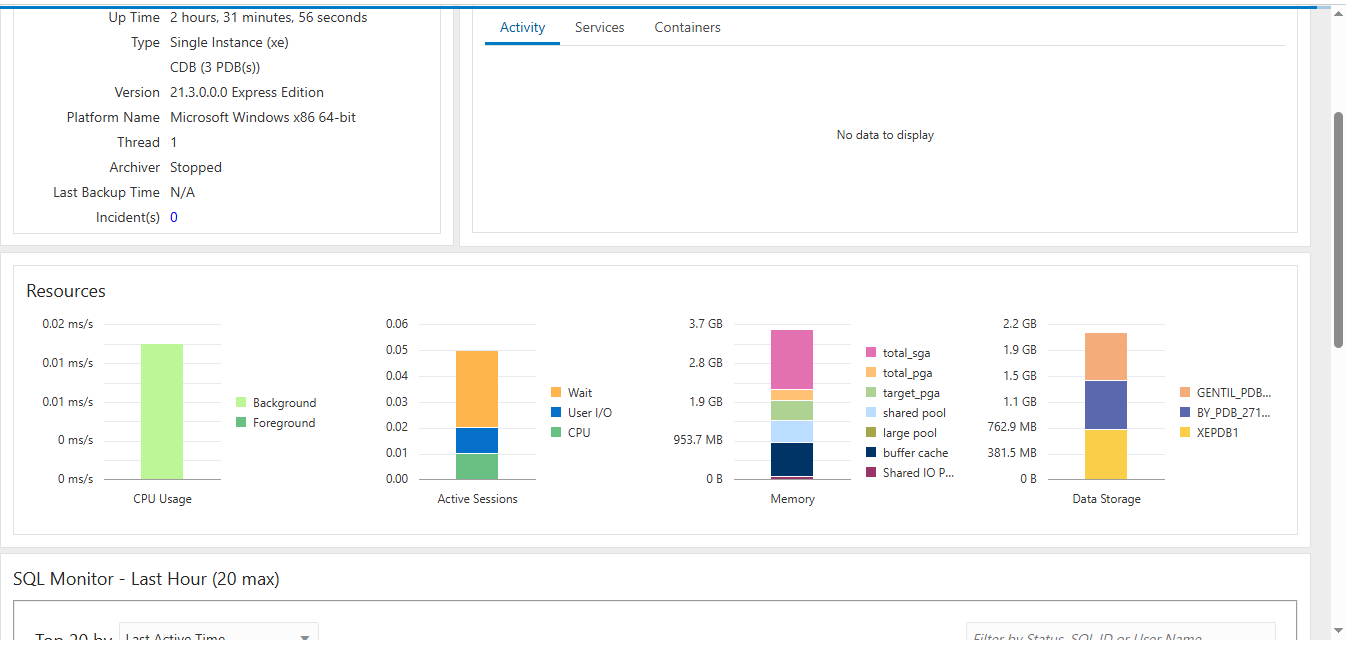 Up Time 2 hours, 31 minutes, 56 seconds
Type Single Instance (xe)
CDB (3 PDB(s))
Version 21.3.0.0.0 Express Edition
Platform Name Microsoft Windows x86 64-bit
Thread 1
Archiver Stopped
Last Backup Time N/A
Incident(s) 0
Activity Services Containers
No data to display
Resources
0.02 ms/s
0.01 ms/s
0.01 ms/s
0 ms/s
0 ms/s
CPU Usage
Background
Foreground
0.06
0.05
0.04
0.03
0.02
0.01
0.00
Active Sessions
Wait
User I/O
CPU
3.7 GB
2.8 GB
1.9 GB
953.7 MB
0 B
Memory
total_sga
total_pga
target_pga
shared pool
large pool
buffer cache
Shared IO P...
2.2 GB
1.9 GB
1.5 GB
1.1 GB
762.9 MB
381.5 MB
0 B
Data Storage
GENTIL_PDB...
BY_PDB_271...
XEPDB1
SQL Monitor - Last Hour (20 max)
Top 20 by Last Active Time
Filter by Status, SQL ID or User Name